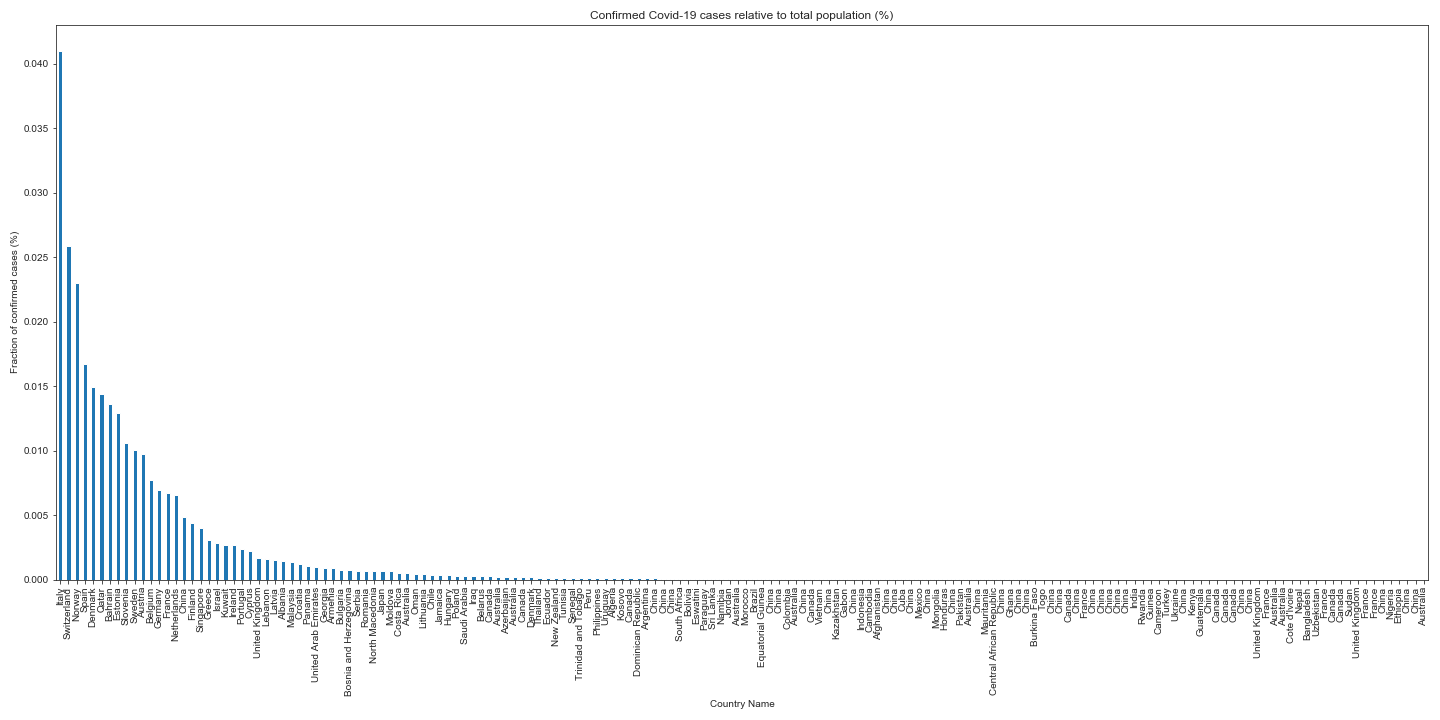 Confirmed Covid-19 cases relative to total population (%)
0.040
0.035
0.030
0.025
0.020
0.015
0.010
0.005
0.000
Fraction of confirmed cases (%)
Italy
Switzerland
Norway
Spain
Denmark
Qatar
Bahrain
Estonia
Slovenia
Sweden
Austria
Belgium
Germany
France
Netherlands
China
Finland
Singapore
Greece
Israel
Kuwait
Ireland
Portugal
Cyprus
United Kingdom
Lebanon
Latvia
Albania
Malaysia
Croatia
Panama
United Arab Emirates
Georgia
Armenia
Bulgaria
Bosnia and Herzegovina
Serbia
Romania
North Macedonia
Japan
Moldova
Costa Rica
Australia
Oman
Lithuania
Chile
Jamaica
Hungary
Poland
Saudi Arabia
Iraq
Belarus
Canada
Australia
Azerbaijan
Australia
Canada
Denmark
Thailand
Ecuador
New Zealand
Tunisia
Senegal
Trinidad and Tobago
Peru
Philippines
Uruguay
Algeria
Kosovo
Canada
Dominican Republic
Argentina
China
China
China
South Africa
Bolivia
Eswatini
Paraguay
Sri Lanka
Namibia
Jordan
Australia
Morocco
Brazil
Equatorial Guinea
China
China
Colombia
Australia
China
Canada
Vietnam
China
Kazakhstan
Gabon
China
Indonesia
Cambodia
Afghanistan
China
China
Cuba
China
Mexico
China
Mongolia
Honduras
China
Pakistan
Australia
China
Mauritania
Central African Republic
China
Ghana
China
China
Burkina Faso
Togo
China
China
Canada
China
France
China
China
China
China
China
India
Rwanda
Guinea
Cameroon
Turkey
Ukraine
China
Kenya
Guatemala
China
Canada
China
Canada
Canada
China
China
United Kingdom
France
Australia
Australia
Cote d'Ivoire
Nepal
Bangladesh
Uzbekistan
France
Canada
Canada
Sudan
United Kingdom
France
France
China
Nigeria
Ethiopia
China
China
Australia
Country Name